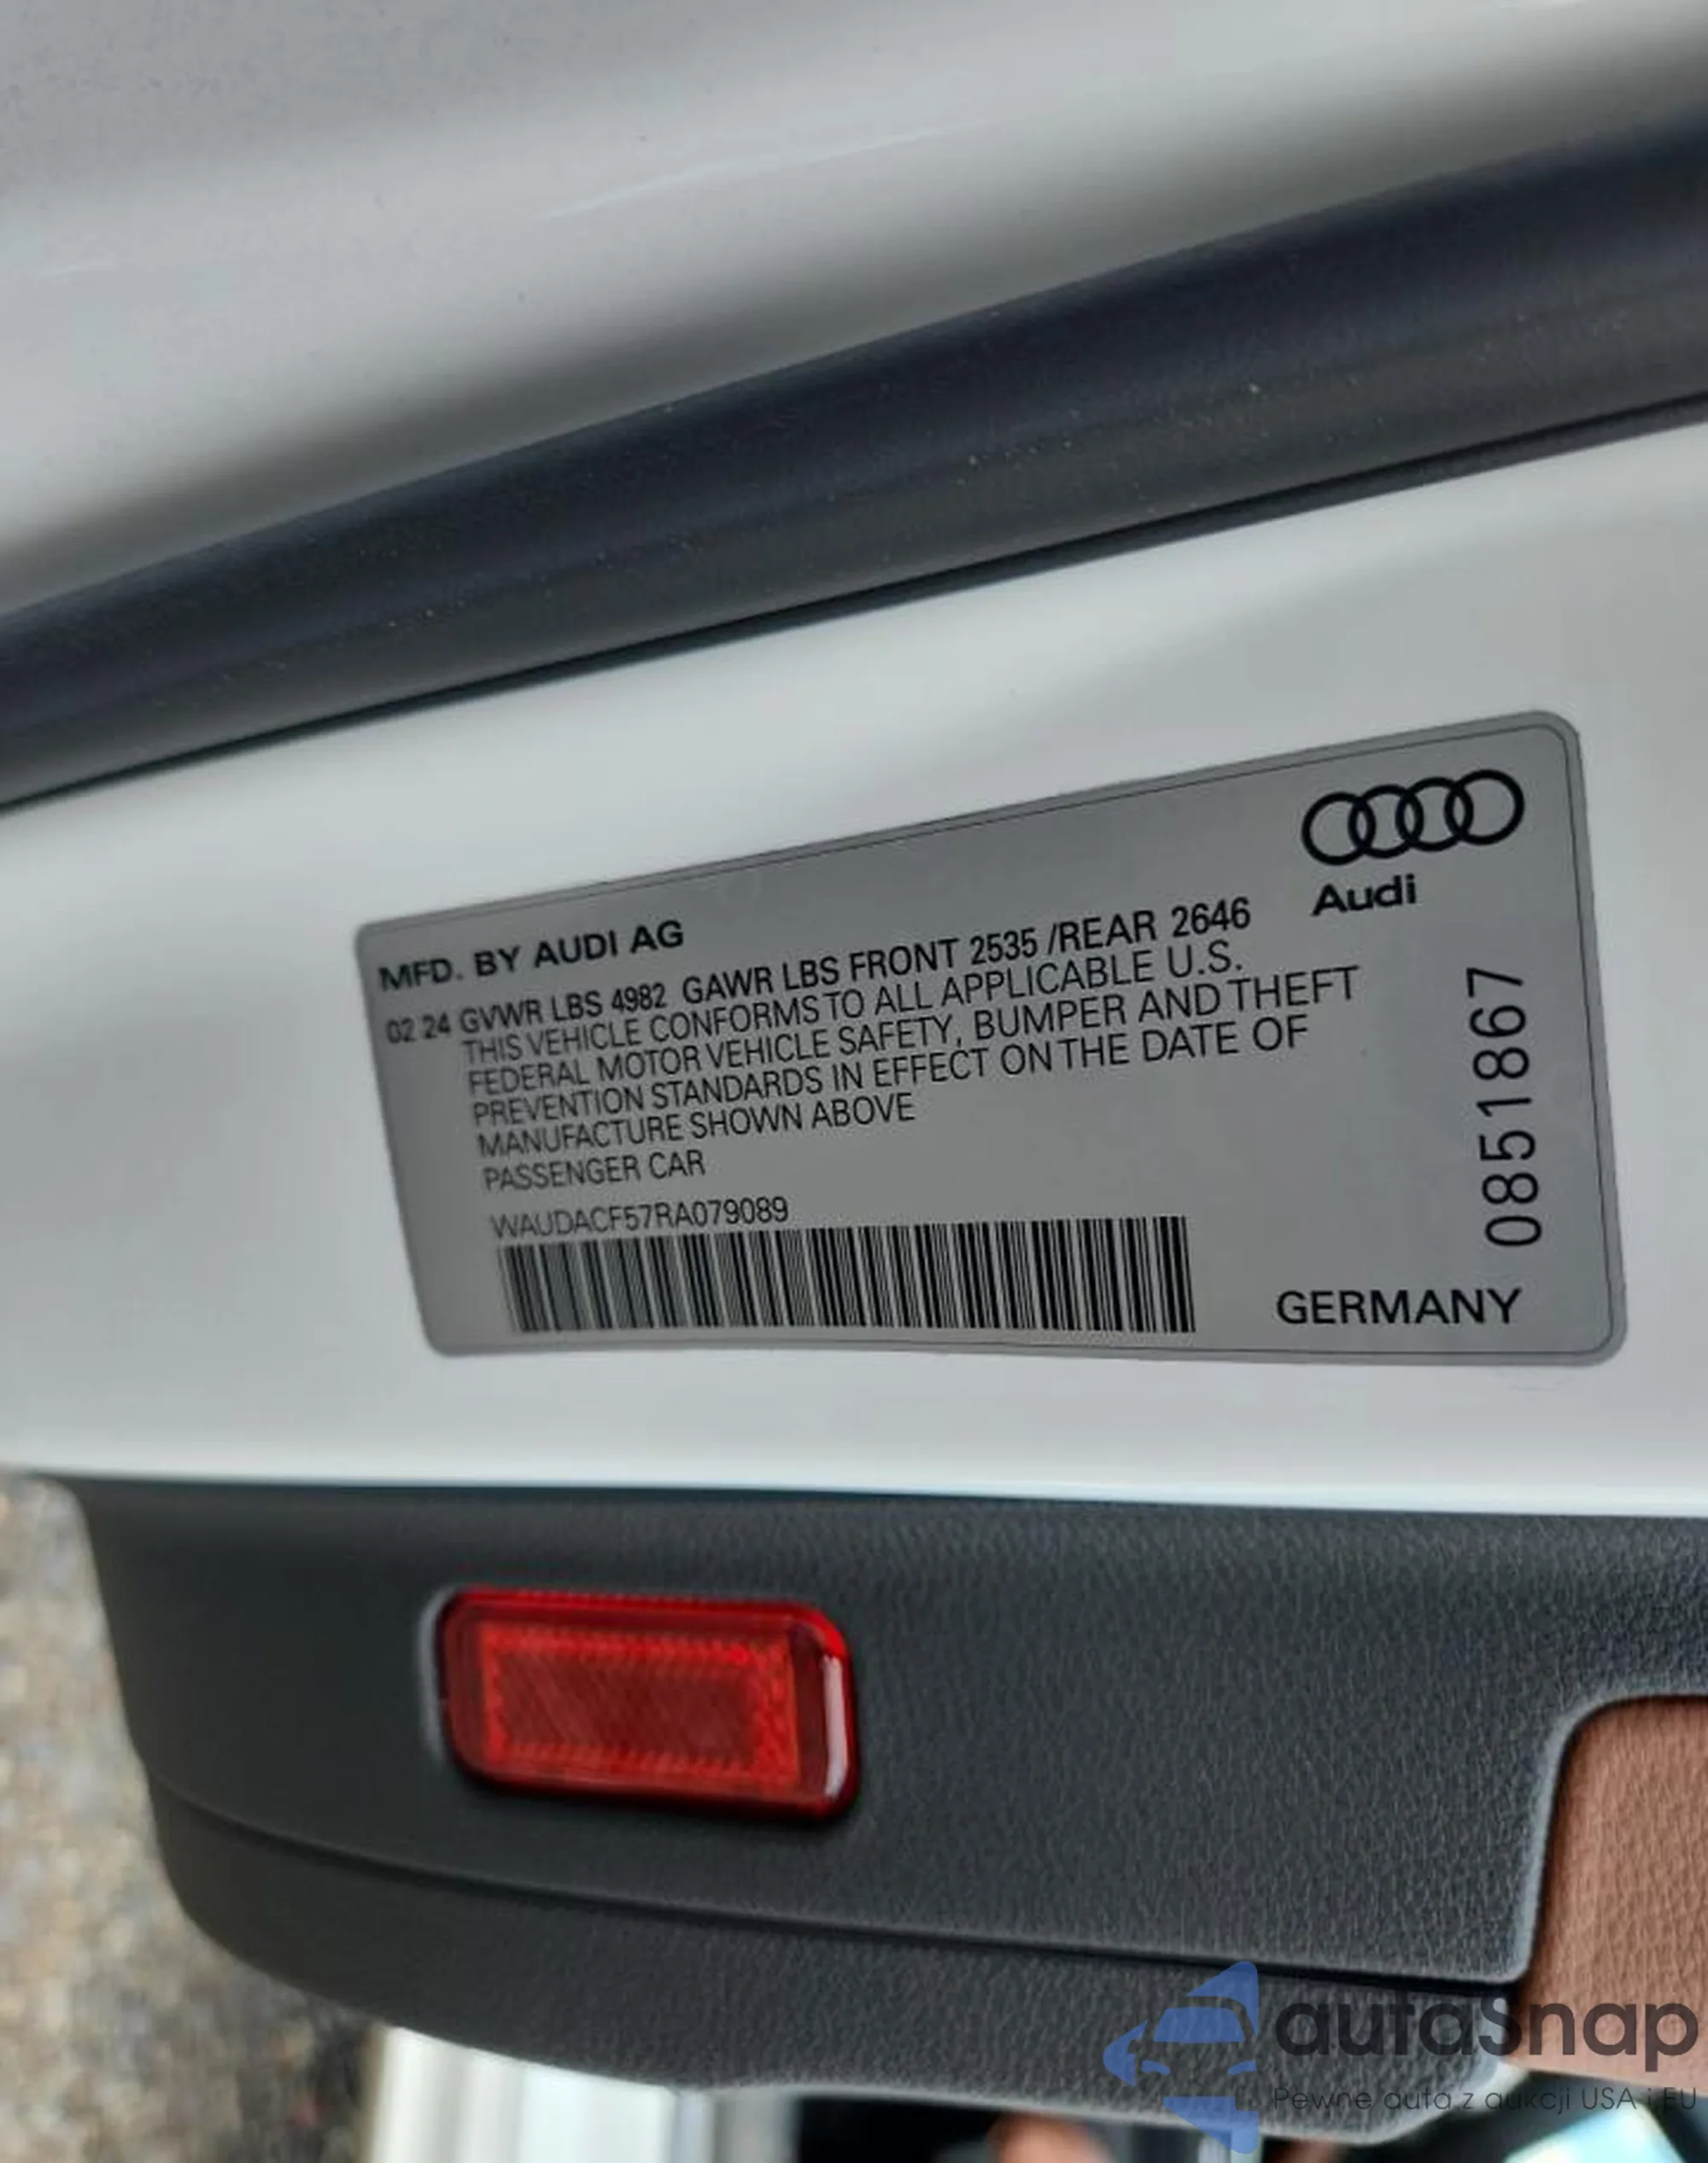 Audi
MFD. BY AUDI AG
02 24 GVWR LBS 4982 GAWR LBS FRONT 2535 /REAR 2646
THIS VEHICLE CONFORMS TO ALL APPLICABLE U.S.
FEDERAL MOTOR VEHICLE SAFETY, BUMPER AND THEFT
PREVENTION STANDARDS IN EFFECT ON THE DATE OF
MANUFACTURE SHOWN ABOVE
PASSENGER CAR
WAUDACF57RA079089
0851867
GERMANY
autasnap
Pewne auta z aukcji USA i EU